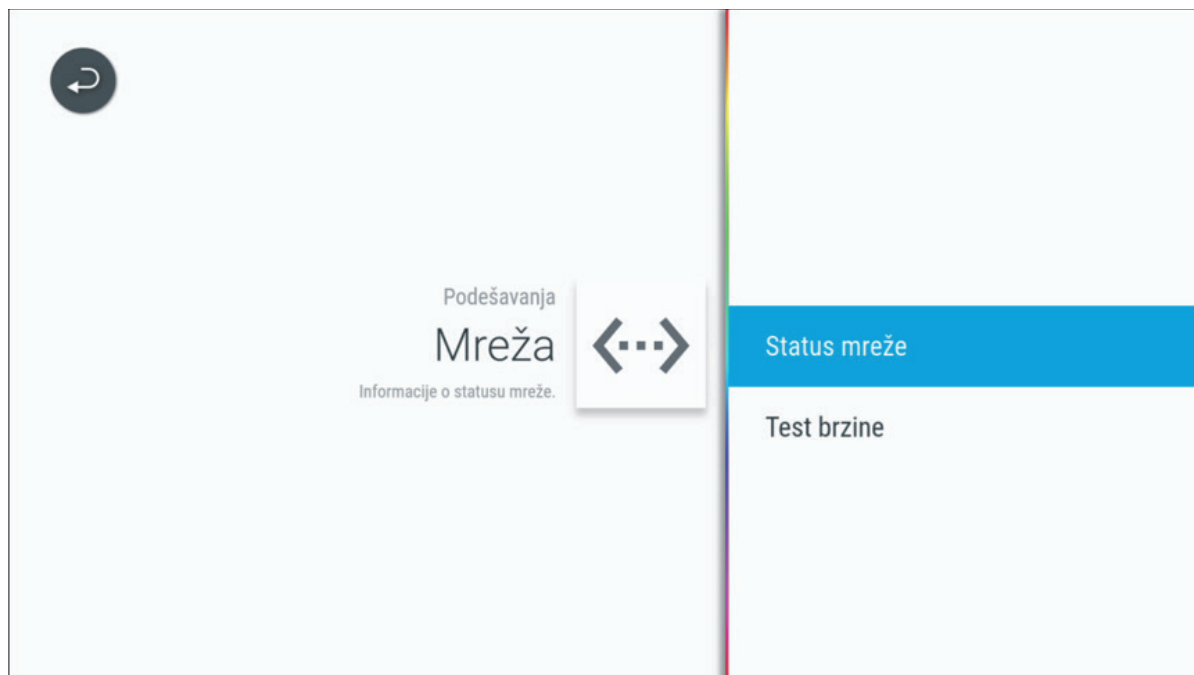 Podešavanja
Mreža
Informacije o statusu mreže.
Status mreže
Test brzine